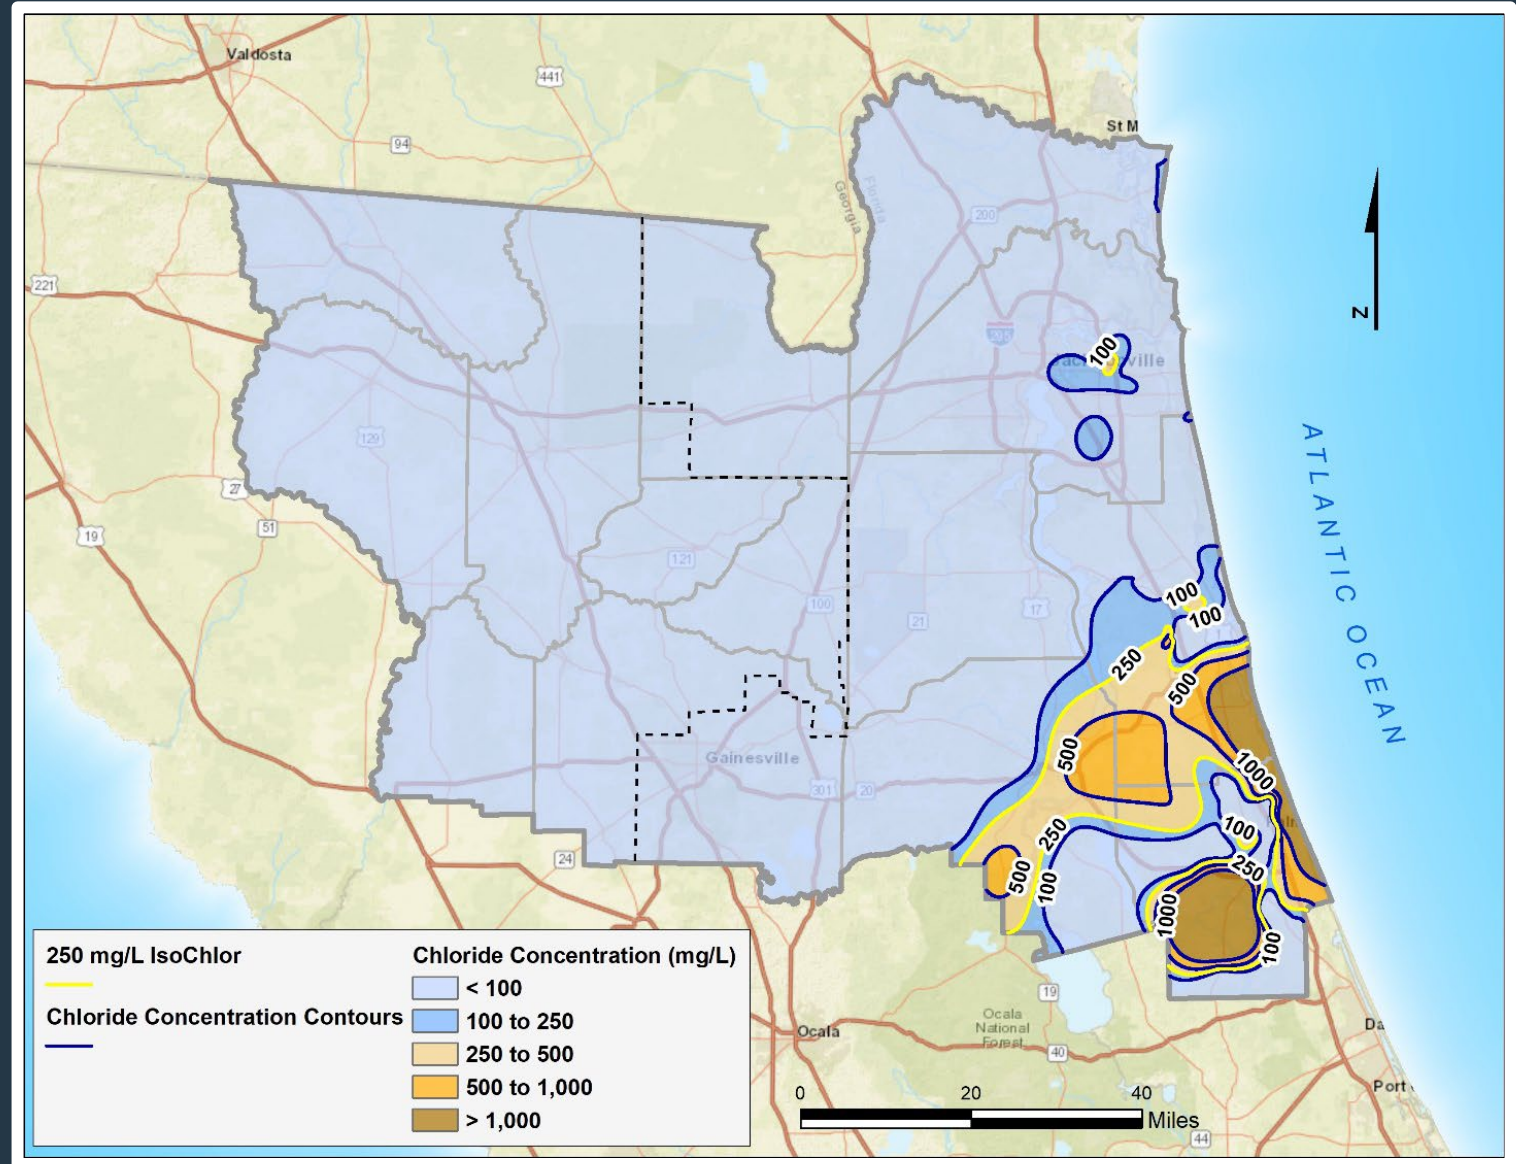 Valdosta
441
94
St M
Georgia
Florida
200
221
295
100
ville
129
27
51
19
121
100
17
21
100
100
250
500
ATLANTIC OCEAN
Z
500
Gainesville
301
20
1000
100
250
250
500
100
1000
100
24
19
Ocala
National
Forest
40
Ocala
Da
Port
44
250 mg/L IsoChlor
Chloride Concentration Contours
Chloride Concentration (mg/L)
< 100
100 to 250
250 to 500
500 to 1,000
> 1,000
0 20 40
Miles